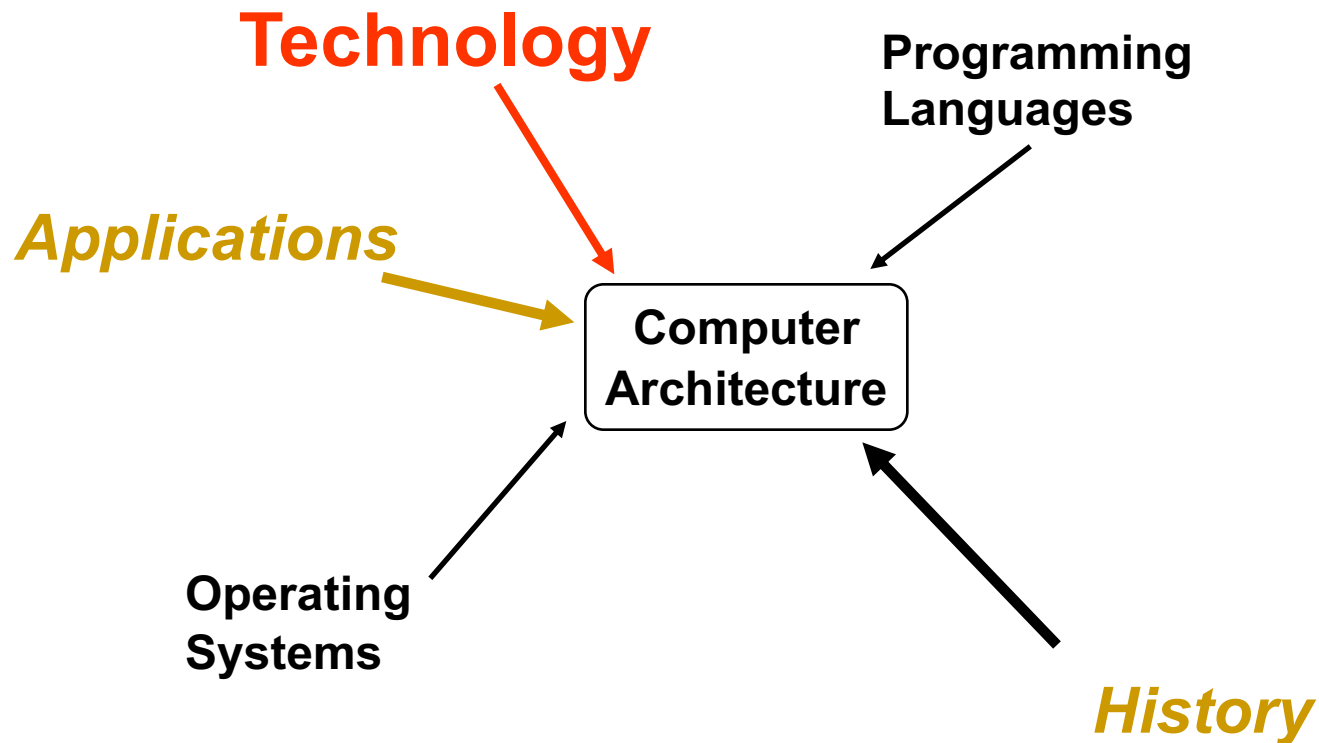 Technology
Programming
Languages
Applications
Computer
Architecture
Operating
Systems
History